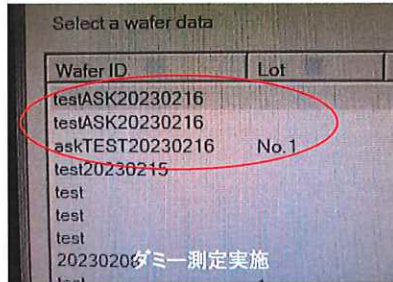 Select a wafer data
Wafer ID Lot
testASK20230216
testASK20230216
askTEST20230216 No.1
test20230215
test
test
test
20230208
ダミー測定実施